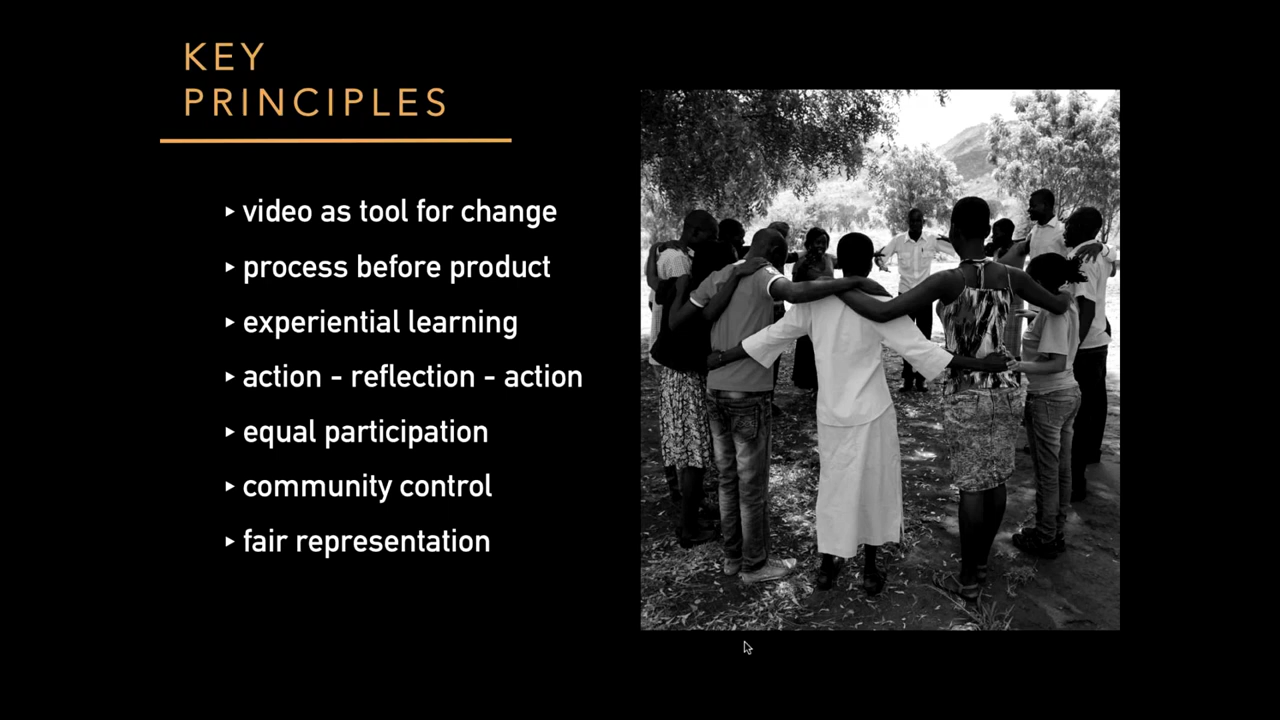 KEY
PRINCIPLES
▸ video as tool for change
▸ process before product
▸ experiential learning
▸ action - reflection - action
▸ equal participation
▸ community control
▸ fair representation